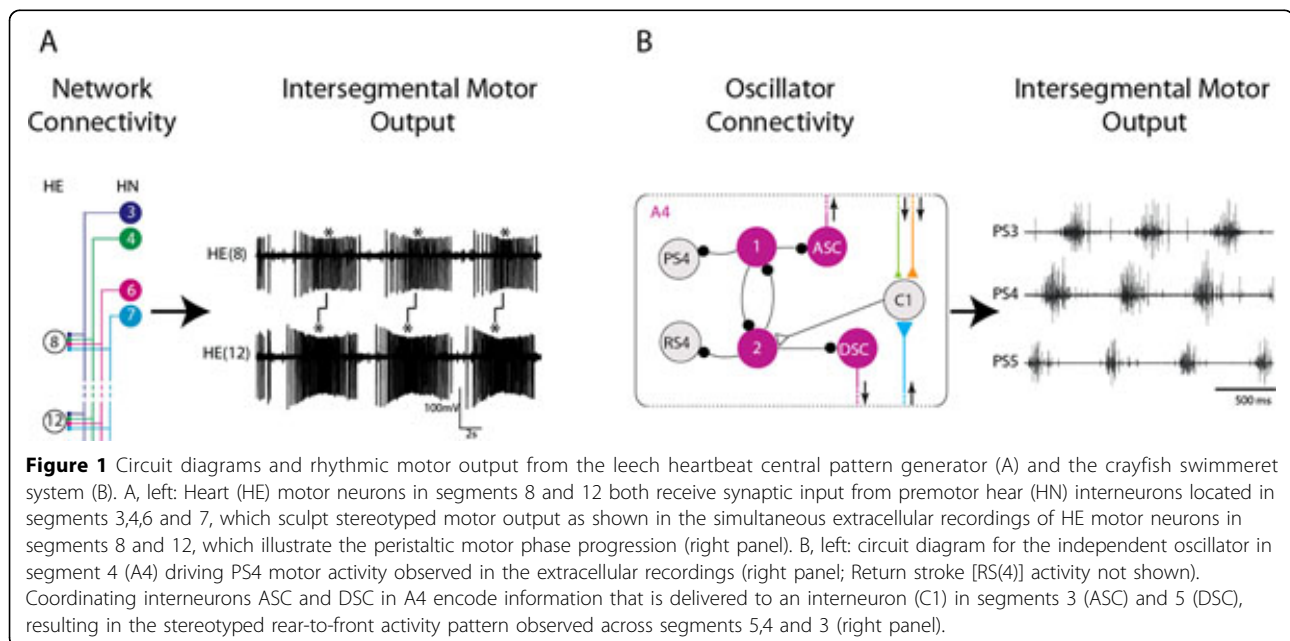 A
B
Network
Connectivity
Intersegmental Motor
Output
Oscillator
Connectivity
Intersegmental Motor
Output
HE
HN
3
4
6
7
8
12
HE(8)
HE(12)
100mV
2s
A4
PS4
1
ASC
C1
RS4
2
DSC
PS3
PS4
PS5
500 ms
Figure 1 Circuit diagrams and rhythmic motor output from the leech heartbeat central pattern generator (A) and the crayfish swimmeret
system (B). A, left: Heart (HE) motor neurons in segments 8 and 12 both receive synaptic input from premotor hear (HN) interneurons located in
segments 3,4,6 and 7, which sculpt stereotyped motor output as shown in the simultaneous extracellular recordings of HE motor neurons in
segments 8 and 12, which illustrate the peristaltic motor phase progression (right panel). B, left: circuit diagram for the independent oscillator in
segment 4 (A4) driving PS4 motor activity observed in the extracellular recordings (right panel; Return stroke [RS(4)] activity not shown).
Coordinating interneurons ASC and DSC in A4 encode information that is delivered to an interneuron (C1) in segments 3 (ASC) and 5 (DSC),
resulting in the stereotyped rear-to-front activity pattern observed across segments 5,4 and 3 (right panel).